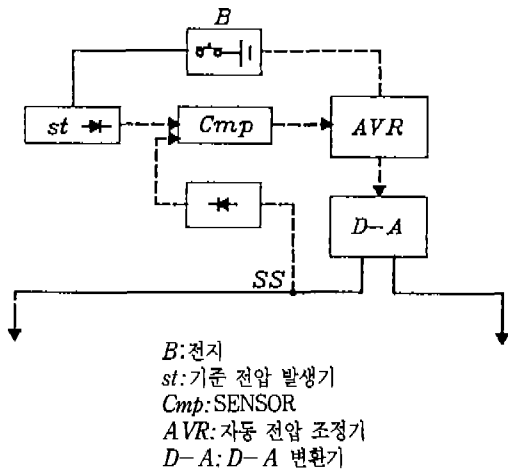 B
st
Cmp
AVR
D-A
SS
B:전지
st:기준 전압 발생기
Cmp:SENSOR
AVR:자동 전압 조정기
D-A:D-A 변환기